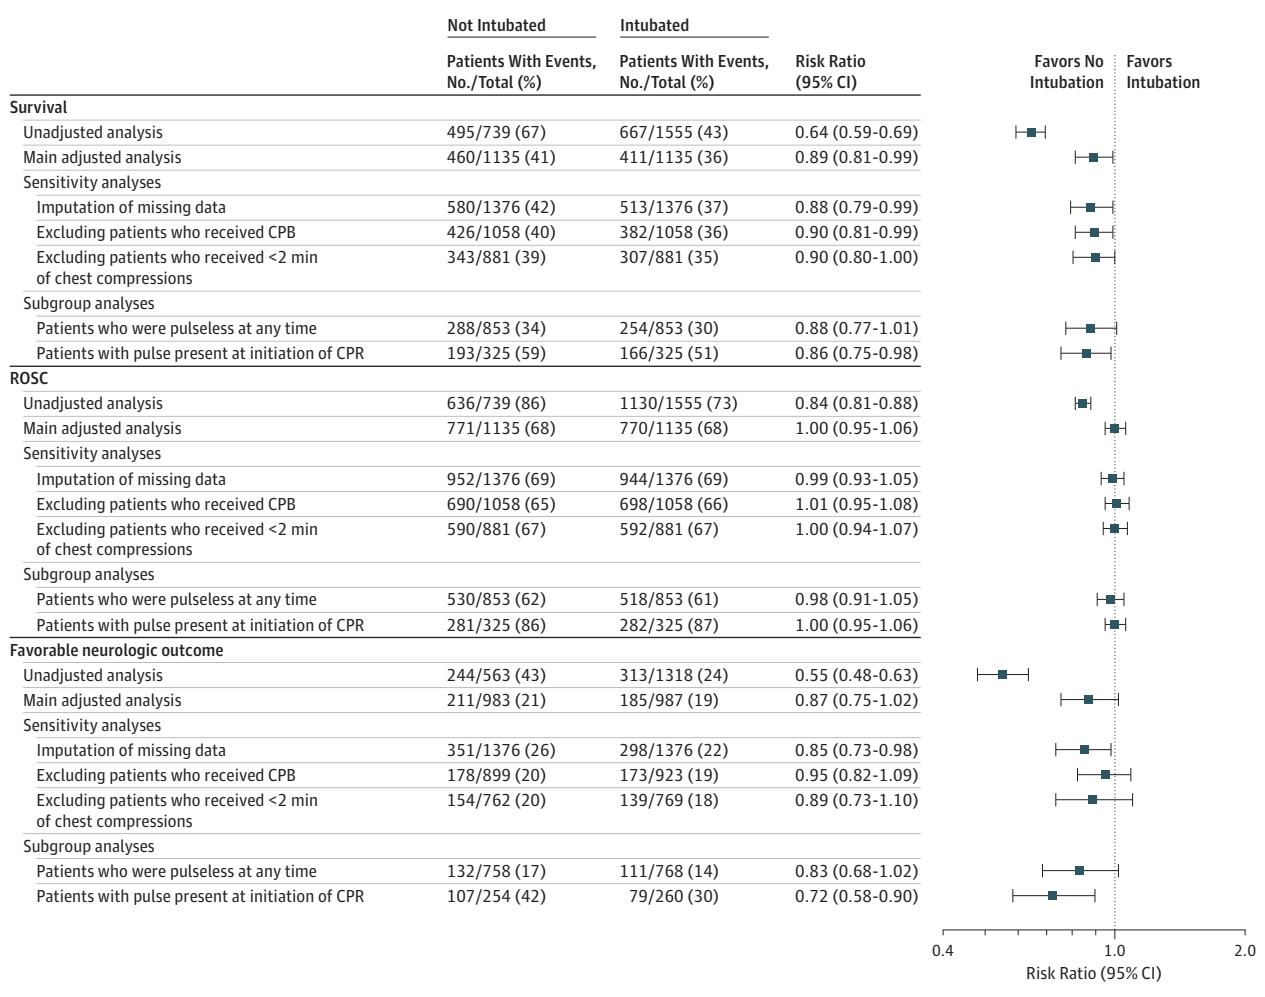 Not Intubated Intubated
Patients With Events, Patients With Events, Risk Ratio Favors No Favors
No./Total (%) No./Total (%) (95% CI) Intubation Intubation
Survival
Unadjusted analysis 495/739 (67) 667/1555 (43) 0.64 (0.59-0.69)
Main adjusted analysis 460/1135 (41) 411/1135 (36) 0.89 (0.81-0.99)
Sensitivity analyses
Imputation of missing data 580/1376 (42) 513/1376 (37) 0.88 (0.79-0.99)
Excluding patients who received CPB 426/1058 (40) 382/1058 (36) 0.90 (0.81-0.99)
Excluding patients who received <2 min 343/881 (39) 307/881 (35) 0.90 (0.80-1.00)
of chest compressions
Subgroup analyses
Patients who were pulseless at any time 288/853 (34) 254/853 (30) 0.88 (0.77-1.01)
Patients with pulse present at initiation of CPR 193/325 (59) 166/325 (51) 0.86 (0.75-0.98)
ROSC
Unadjusted analysis 636/739 (86) 1130/1555 (73) 0.84 (0.81-0.88)
Main adjusted analysis 771/1135 (68) 770/1135 (68) 1.00 (0.95-1.06)
Sensitivity analyses
Imputation of missing data 952/1376 (69) 944/1376 (69) 0.99 (0.93-1.05)
Excluding patients who received CPB 690/1058 (65) 698/1058 (66) 1.01 (0.95-1.08)
Excluding patients who received <2 min 590/881 (67) 592/881 (67) 1.00 (0.94-1.07)
of chest compressions
Subgroup analyses
Patients who were pulseless at any time 530/853 (62) 518/853 (61) 0.98 (0.91-1.05)
Patients with pulse present at initiation of CPR 281/325 (86) 282/325 (87) 1.00 (0.95-1.06)
Favorable neurologic outcome
Unadjusted analysis 244/563 (43) 313/1318 (24) 0.55 (0.48-0.63)
Main adjusted analysis 211/983 (21) 185/987 (19) 0.87 (0.75-1.02)
Sensitivity analyses
Imputation of missing data 351/1376 (26) 298/1376 (22) 0.85 (0.73-0.98)
Excluding patients who received CPB 178/899 (20) 173/923 (19) 0.95 (0.82-1.09)
Excluding patients who received <2 min 154/762 (20) 139/769 (18) 0.89 (0.73-1.10)
of chest compressions
Subgroup analyses
Patients who were pulseless at any time 132/758 (17) 111/768 (14) 0.83 (0.68-1.02)
Patients with pulse present at initiation of CPR 107/254 (42) 79/260 (30) 0.72 (0.58-0.90)
0.4 1.0 2.0
Risk Ratio (95% CI)